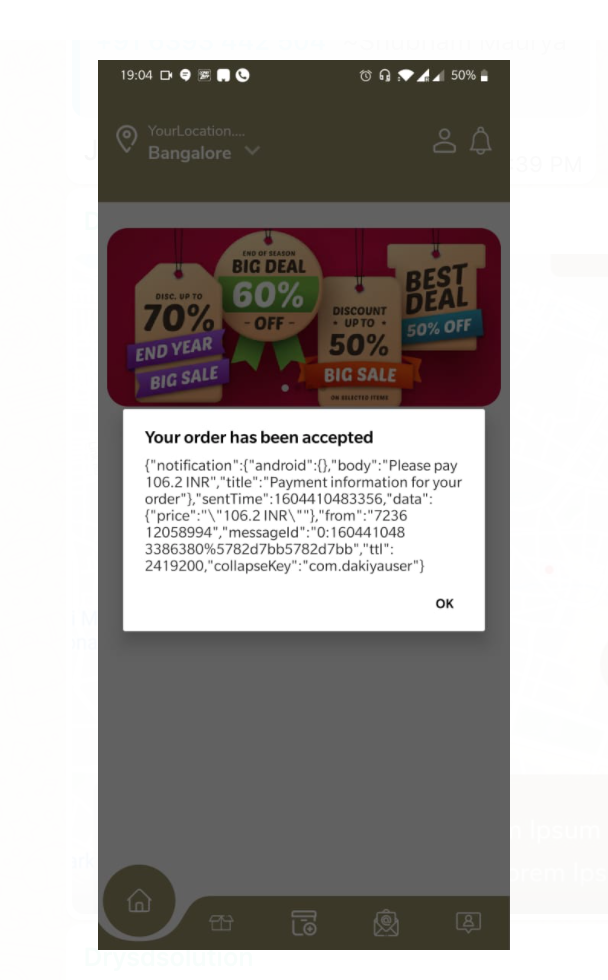 19:04
50%
YourLocation....
Bangalore
39 PM
END OF SEASON
BIG DEAL
60%
- OFF -
DISC. UP TO
70%
END YEAR
BIG SALE
DISCOUNT
• UP TO •
50%
BIG SALE
ON SELECTED ITEMS
BEST
DEAL
50% OFF
Your order has been accepted
{"notification":{"android":{},"body":"Please pay
106.2 INR","title":"Payment information for your
order"},"sentTime":1604410483356,"data":
{"price":"\"106.2 INR\""},"from":"7236
12058994","messageId":"0:160441048
3386380%5782d7bb5782d7bb","ttl":
2419200,"collapseKey":"com.dakiyauser"}
OK
Drysdsolution